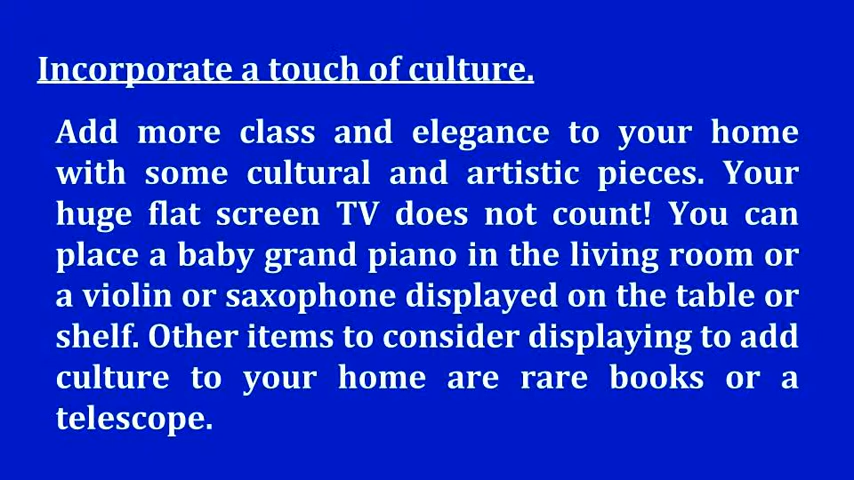 Incorporate a touch of culture.
Add more class and elegance to your home
with some cultural and artistic pieces. Your
huge flat screen TV does not count! You can
place a baby grand piano in the living room or
a violin or saxophone displayed on the table or
shelf. Other items to consider displaying to add
culture to your home are rare books or a
telescope.